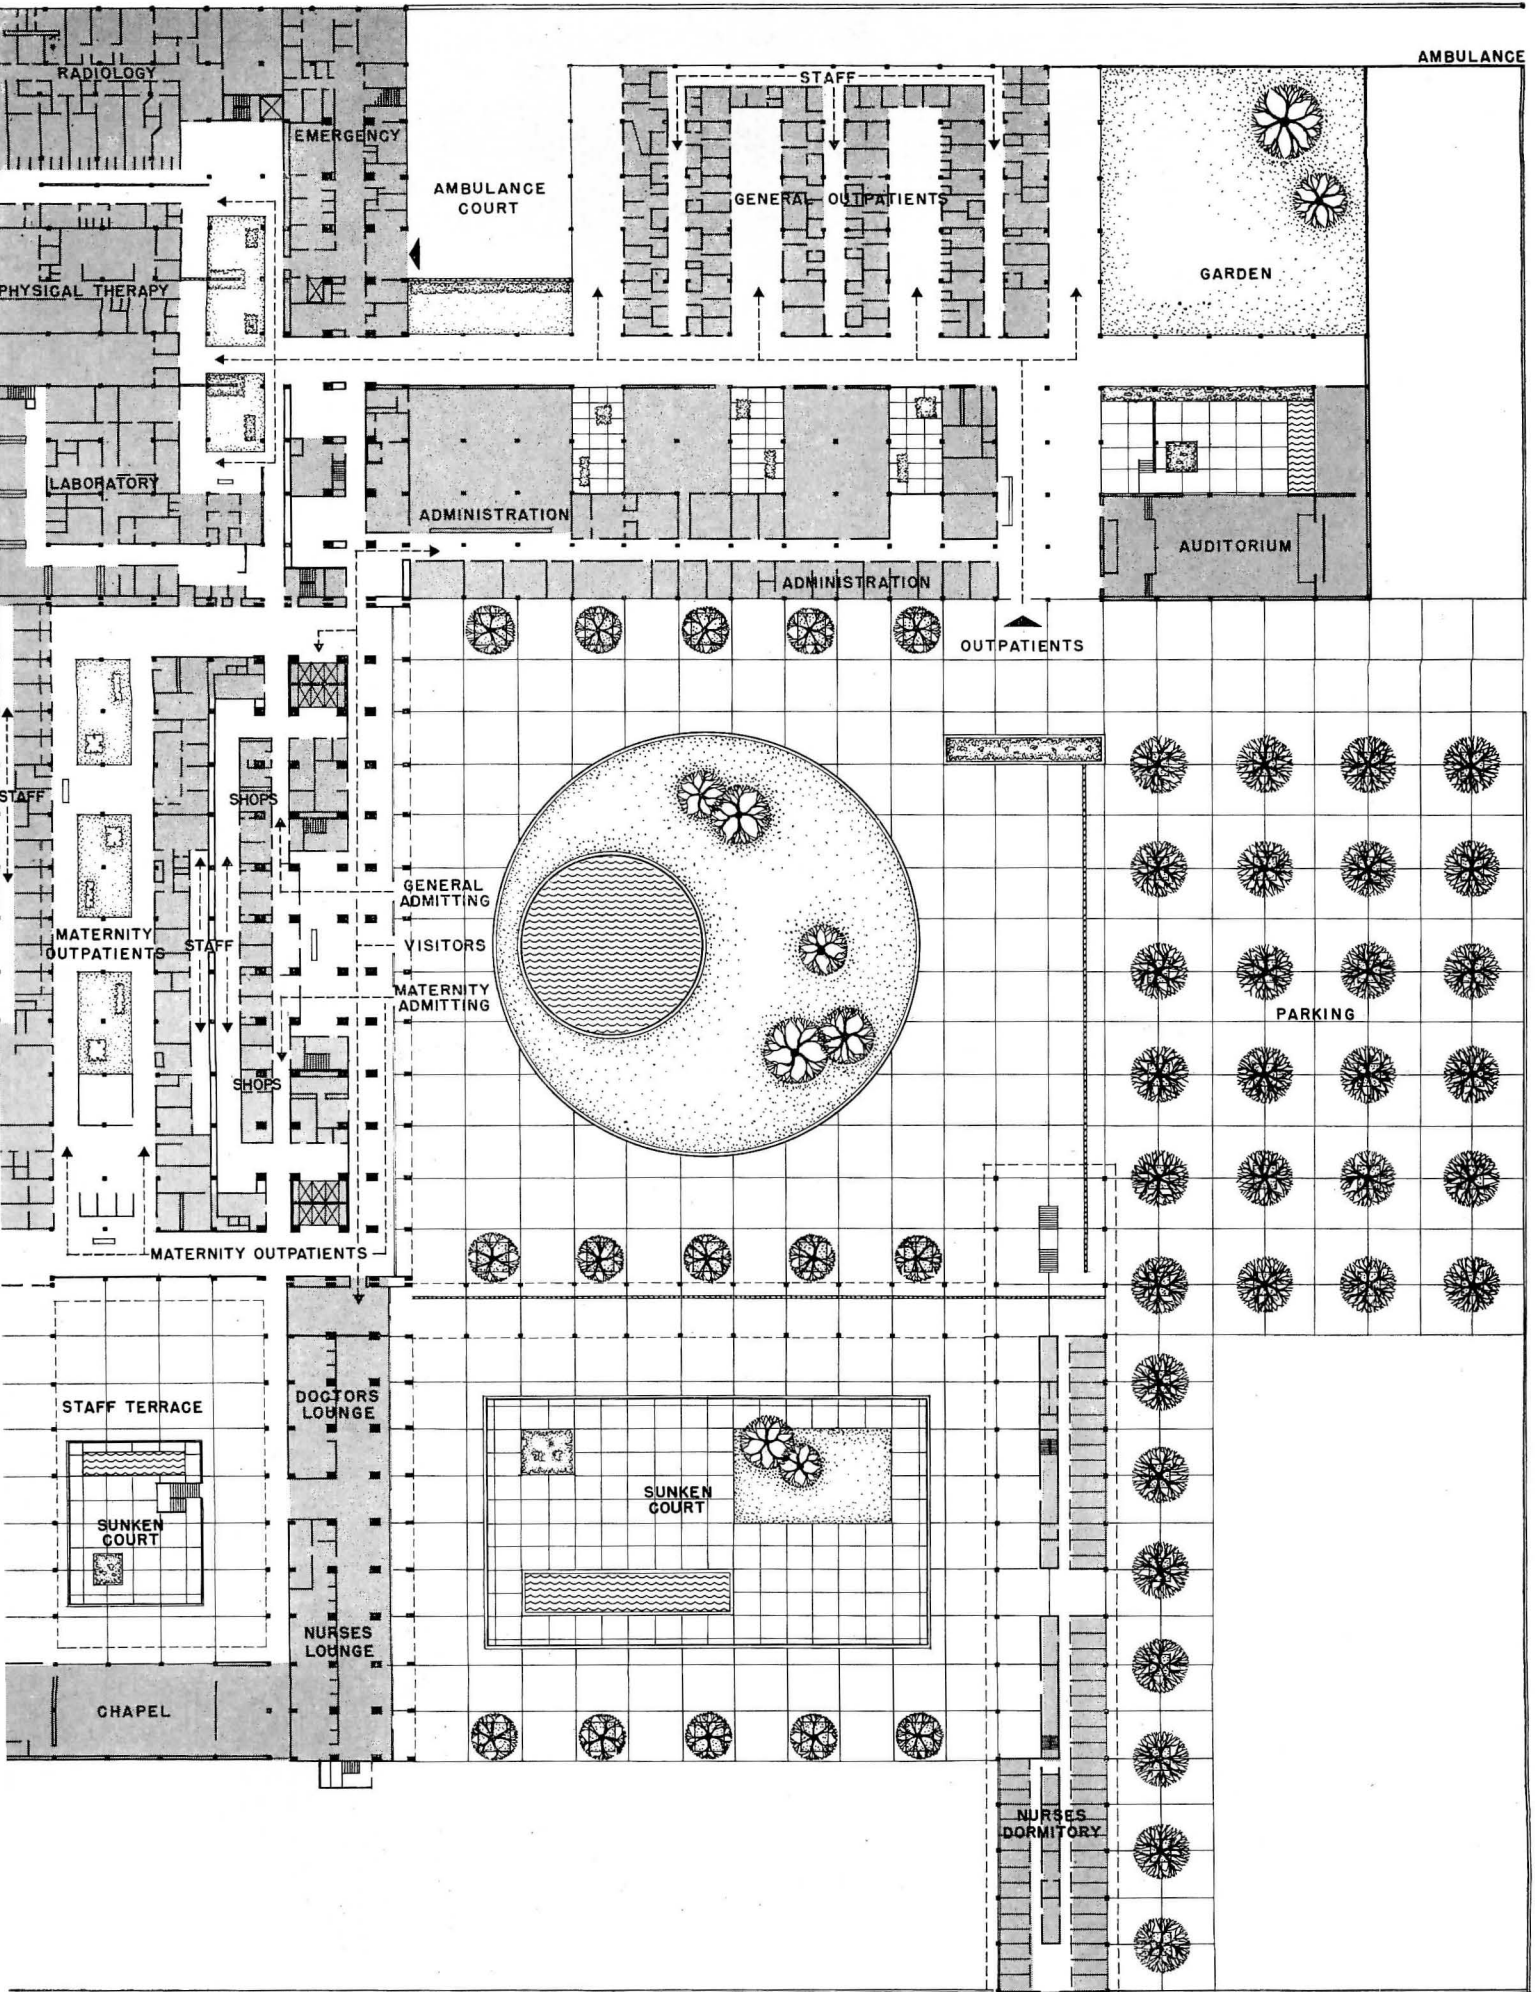 AMBULANCE
RADIOLOGY
STAFF
EMERGENCY
AMBULANCE
COURT
GENERAL OUTPATIENTS
GARDEN
PHYSICAL THERAPY
LABORATORY
ADMINISTRATION
AUDITORIUM
ADMINISTRATION
OUTPATIENTS
STAFF
SHOPS
GENERAL
ADMITTING
MATERNITY
OUTPATIENTS
STAFF
VISITORS
MATERNITY
ADMITTING
PARKING
SHOPS
MATERNITY OUTPATIENTS
STAFF TERRACE
DOCTORS
LOUNGE
SUNKEN
COURT
SUNKEN
COURT
NURSES
LOUNGE
CHAPEL
NURSES
DORMITORY